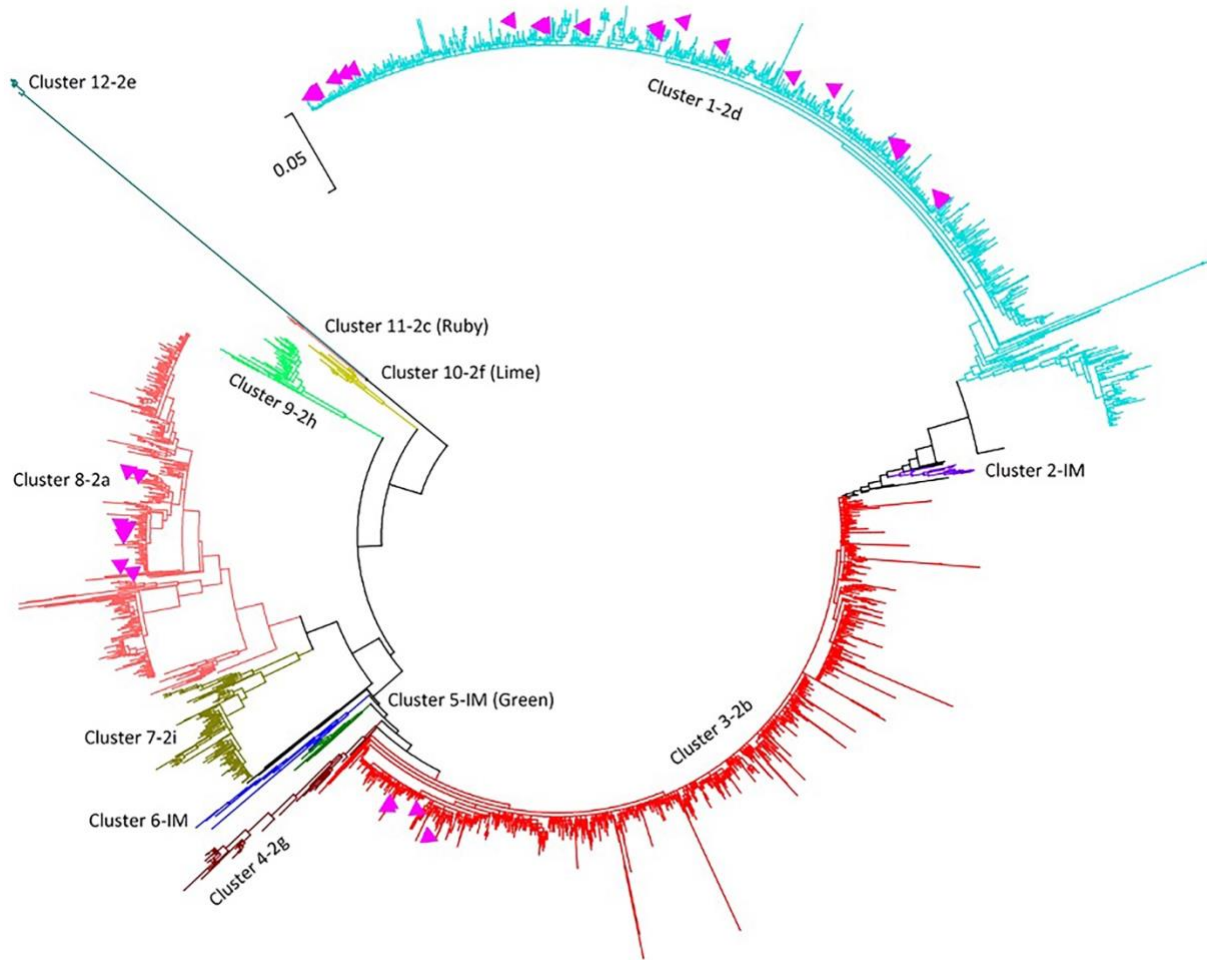 Cluster 12-2e
Cluster 1-2d
0.05
Cluster 11-2c (Ruby)
Cluster 10-2f (Lime)
Cluster 9-2h
Cluster 8-2a
Cluster 2-IM
Cluster 5-IM (Green)
Cluster 3-2b
Cluster 7-2i
Cluster 6-IM
Cluster 4-2g